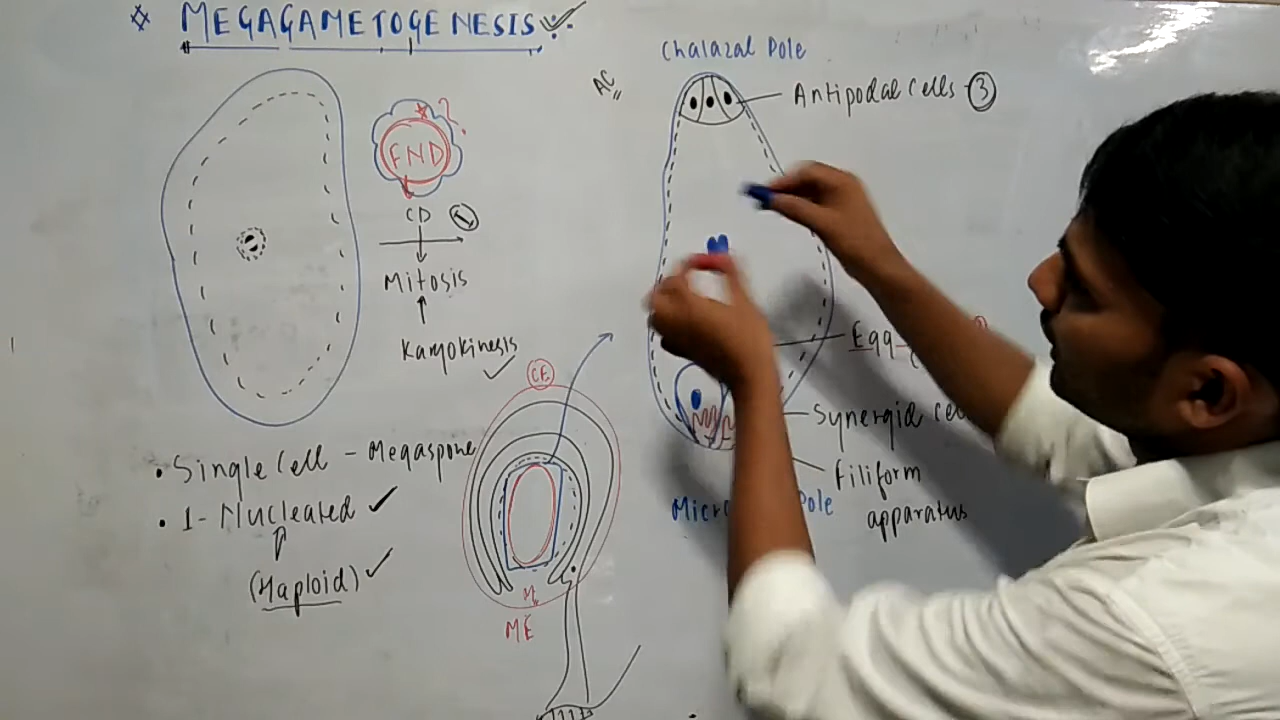 MEGAGAMETOGENESIS
FND ?
CD 1
Mitosis
Karyokinesis
• Single cell - Megaspore
• 1- Nucleated
(Haploid)
CE
M
ME
AC
Chalazal Pole
Antipodal cells 3
Egg
Synergid
Filiform
apparatus
Pole